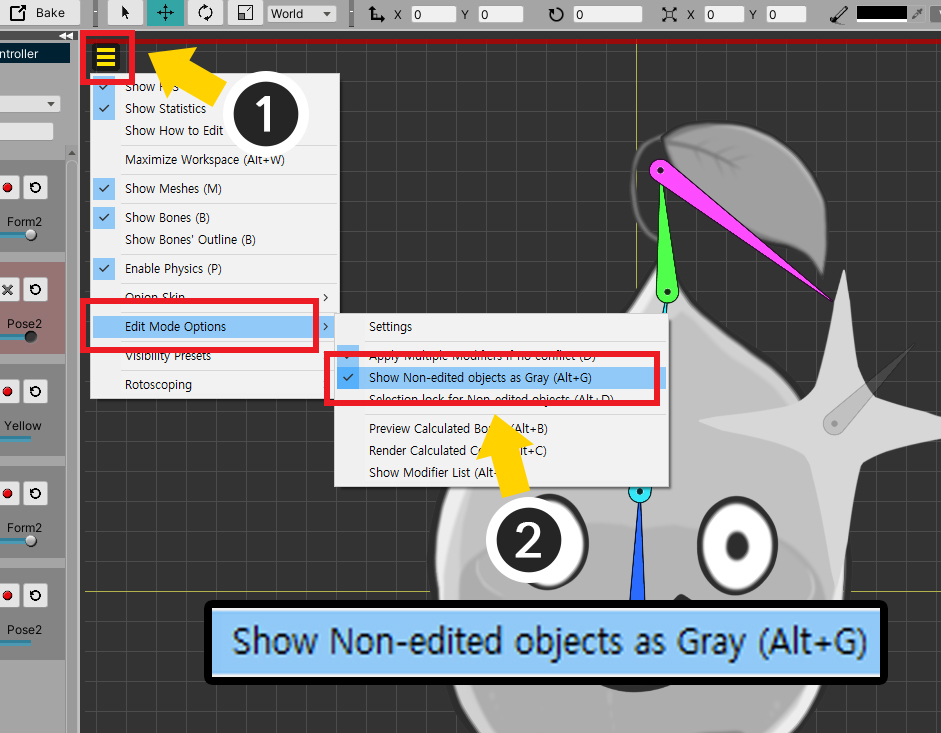 Bake
World
X 0
Y 0
0
X 0
Y 0
ntroller
1
Show FPS
Show Statistics
Show How to Edit
Maximize Workspace (Alt+W)
Show Meshes (M)
Show Bones (B)
Show Bones' Outline (B)
Enable Physics (P)
Onion Skin
Edit Mode Options
Visibility Presets
Rotoscoping
Settings
Apply Multiple Modifiers if no conflict (D)
Show Non-edited objects as Gray (Alt+G)
Selection lock for Non-edited objects (Alt+D)
Preview Calculated Bo (Alt+B)
Render Calculated C lt+C)
Show Modifier List (Alt-
2
Form2
Pose2
Yellow
Form2
Pose2
Show Non-edited objects as Gray (Alt+G)